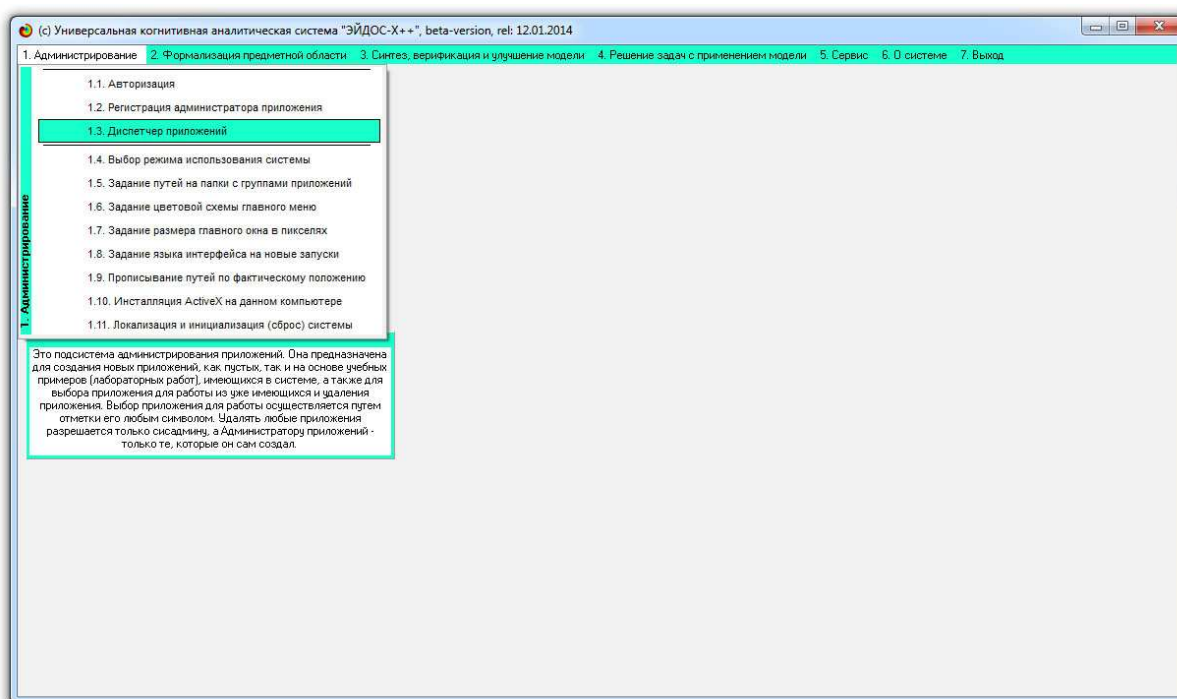 (c) Универсальная когнитивная аналитическая система "ЭЙДОС-X++", beta-version, rel: 12.01.2014
1. Администрирование 2. Формализация предметной области 3. Синтез, верификация и улучшение модели 4. Решение задач с применением модели 5. Сервис 6. О системе 7. Выход
1.1. Авторизация
1.2. Регистрация администратора приложения
1.3. Диспетчер приложений
1.4. Выбор режима использования системы
1.5. Задание путей на папки с группами приложений
1.6. Задание цветовой схемы главного меню
1.7. Задание размера главного окна в пикселях
1.8. Задание языка интерфейса на новые запуски
1.9. Прописывание путей по фактическому положению
1.10. Инсталляция ActiveX на данном компьютере
1.11. Локализация и инициализация (сброс) системы
1. Администрирование
Это подсистема администрирования приложений. Она предназначена
для создания новых приложений, как пустых, так и на основе учебных
примеров (лабораторных работ), имеющихся в системе, а также для
выбора приложения для работы из уже имеющихся и удаления
приложения. Выбор приложения для работы осуществляется путем
отметки его любым символом. Удалять любые приложения
разрешается только сисадмину, а Администратору приложений -
только те, которые он сам создал.